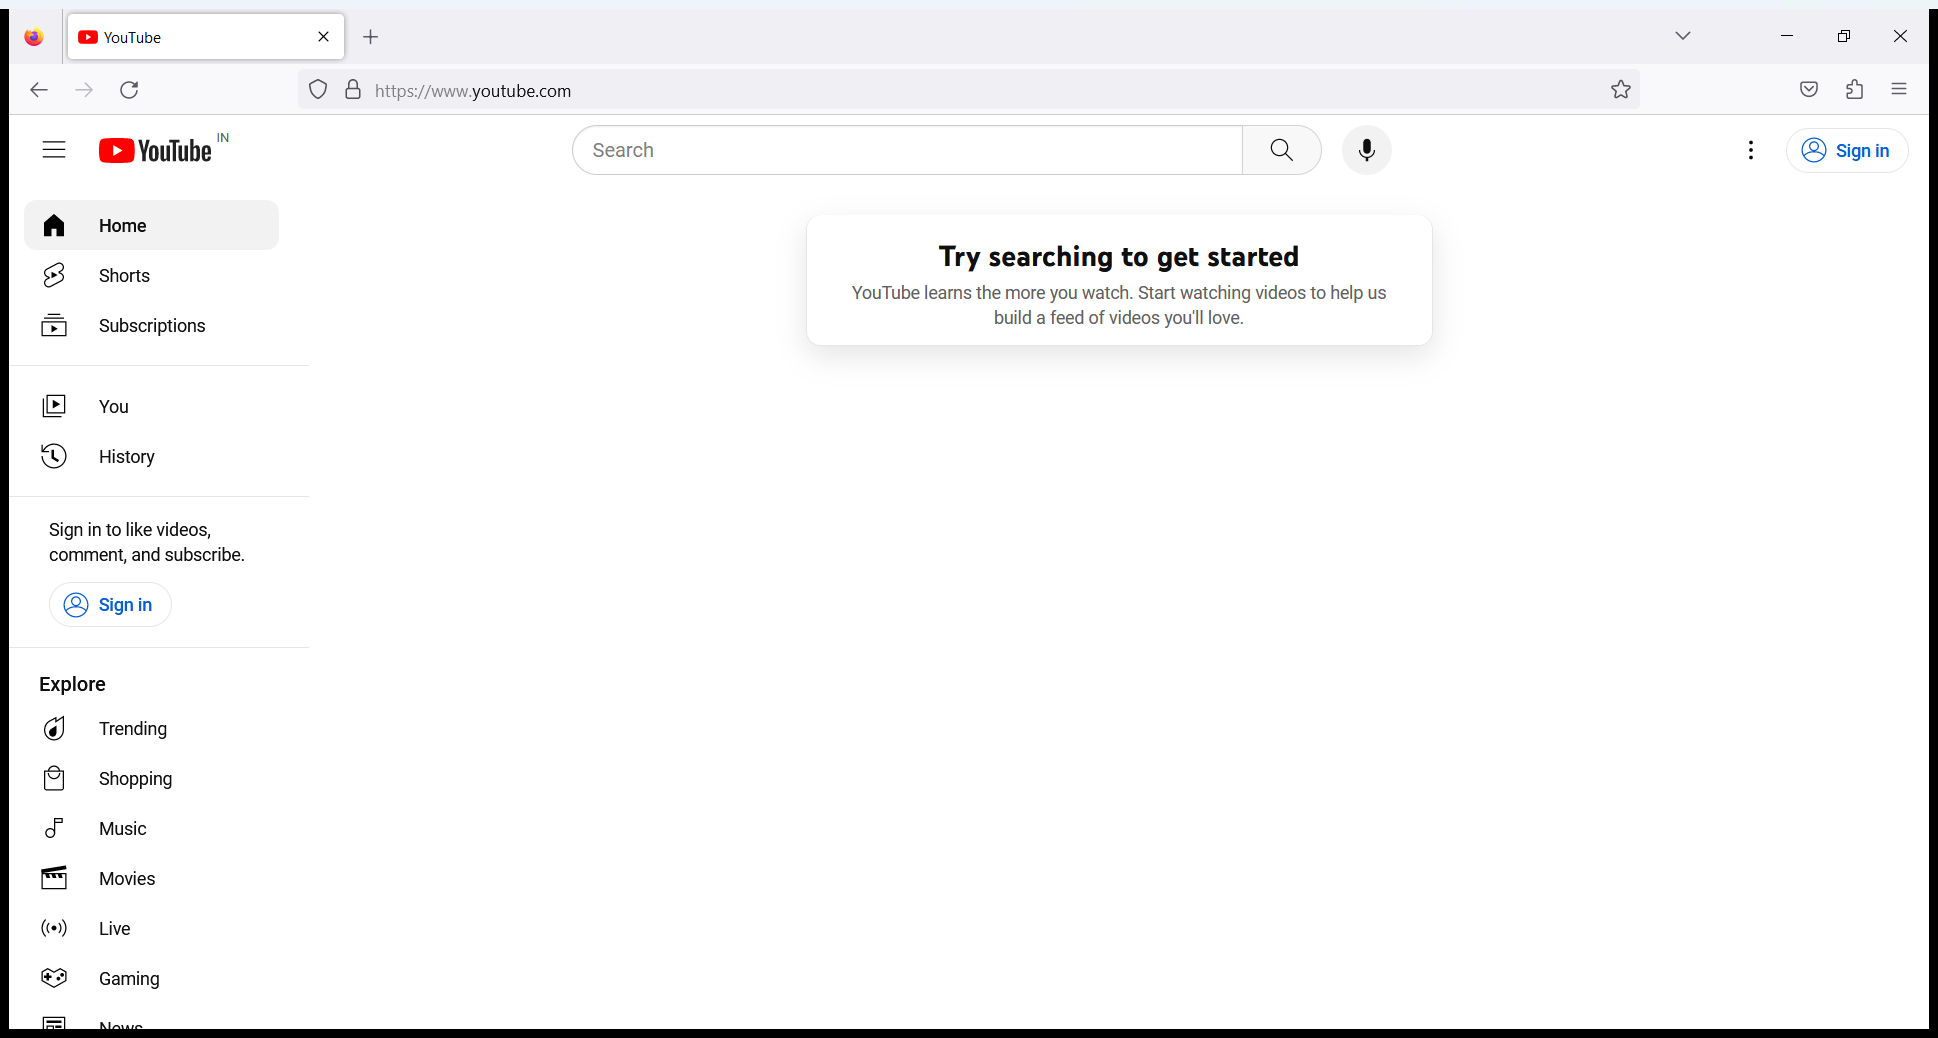 YouTube
https://www.youtube.com
YouTube IN
Search
Sign in
Home
Shorts
Subscriptions
You
History
Sign in to like videos,
comment, and subscribe.
Sign in
Explore
Trending
Shopping
Music
Movies
Live
Gaming
News
Try searching to get started
YouTube learns the more you watch. Start watching videos to help us
build a feed of videos you'll love.